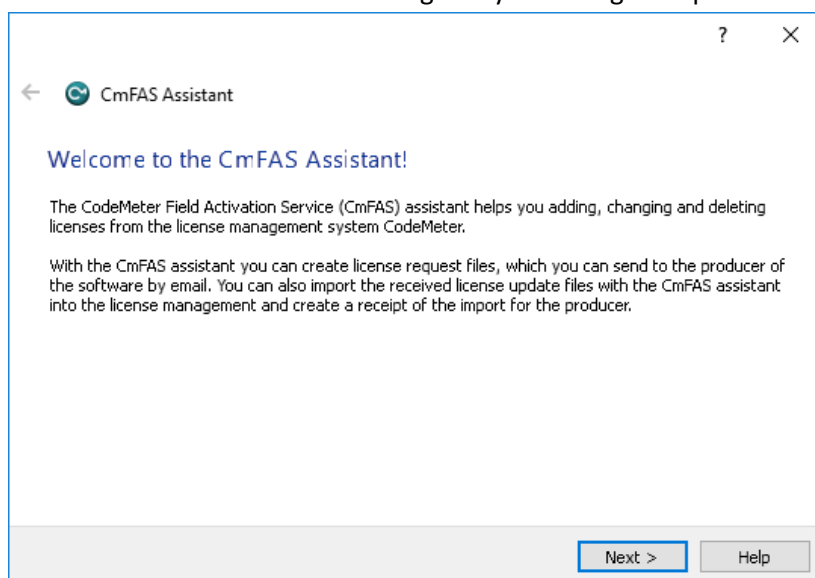 ?
CmFAS Assistant
Welcome to the CmFAS Assistant!
The CodeMeter Field Activation Service (CmFAS) assistant helps you adding, changing and deleting
licenses from the license management system CodeMeter.
With the CmFAS assistant you can create license request files, which you can send to the producer of
the software by email. You can also import the received license update files with the CmFAS assistant
into the license management and create a receipt of the import for the producer.
Next > Help